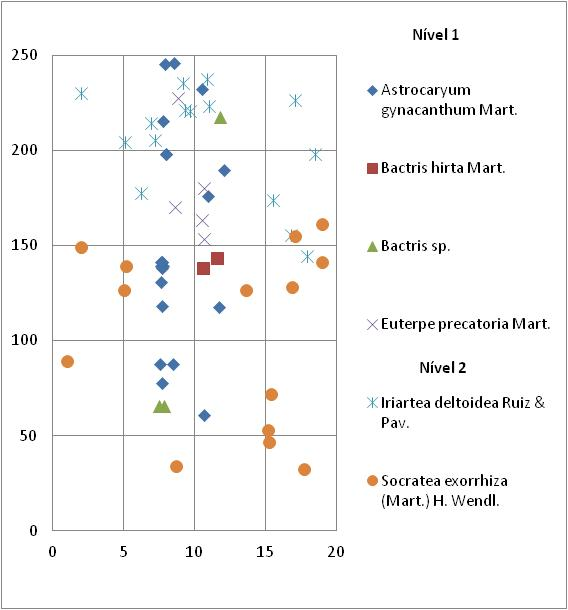 Nível 1
Astrocaryum
gynacanthum Mart.
Bactris hirta Mart.
Bactris sp.
Euterpe precatoria Mart.
Nível 2
Iriartea deltoidea Ruiz &
Pav.
Socratea exorrhiza
(Mart.) H. Wendl.
250
200
150
100
50
0
0 5 10 15 20